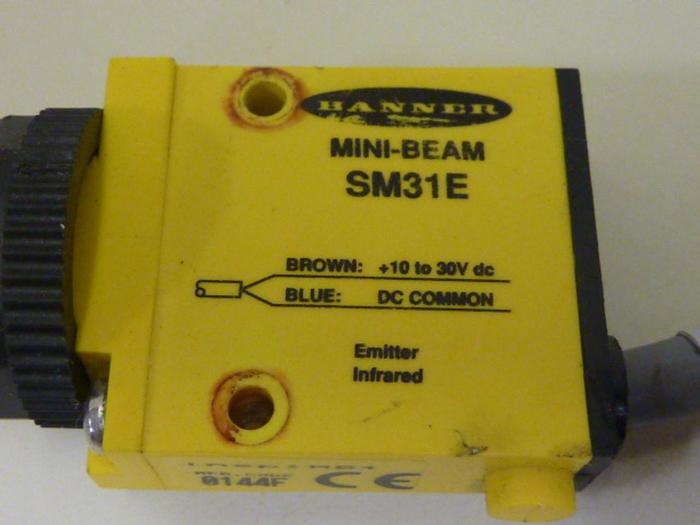 BANNER
MINI-BEAM
SM31E
BROWN: +10 to 30V dc
BLUE: DC COMMON
Emitter
Infrared
0144F CE